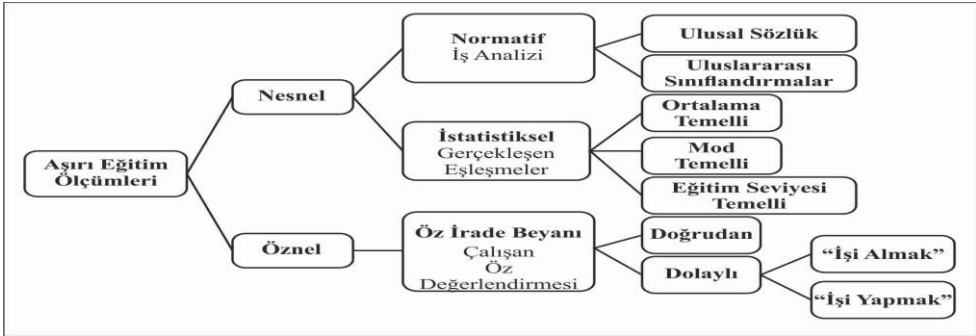 Aşırı Eğitim
Ölçümleri
Nesnel
Normatif
İş Analizi
Ulusal Sözlük
Uluslararası
Sınıflandırmalar
İstatistiksel
Gerçekleşen
Eşleşmeler
Ortalama
Temelli
Mod
Temelli
Eğitim Seviyesi
Temelli
Öznel
Öz İrade Beyanı
Çalışan
Öz
Değerlendirmesi
Doğrudan
Dolaylı
“İşi Almak”
“İşi Yapmak”